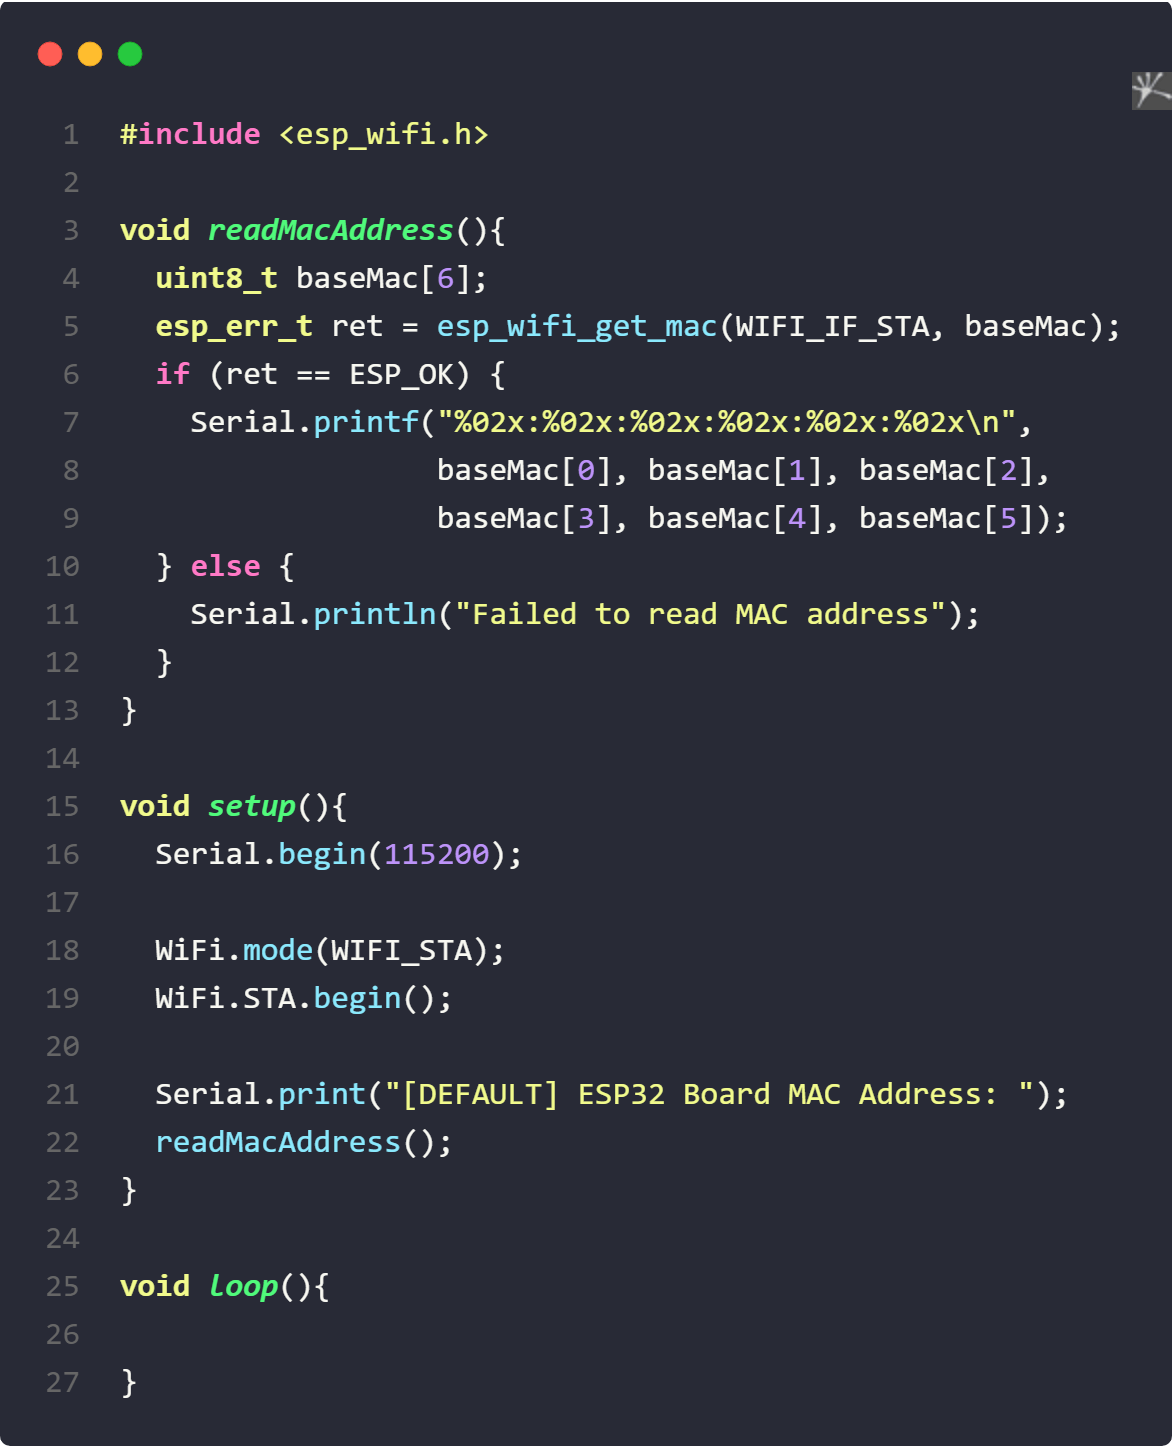 1 #include <esp_wifi.h>
2
3 void readMacAddress(){
4   uint8_t baseMac[6];
5   esp_err_t ret = esp_wifi_get_mac(WIFI_IF_STA, baseMac);
6   if (ret == ESP_OK) {
7     Serial.printf("%02x:%02x:%02x:%02x:%02x:%02x\n",
8                   baseMac[0], baseMac[1], baseMac[2],
9                   baseMac[3], baseMac[4], baseMac[5]);
10   } else {
11     Serial.println("Failed to read MAC address");
12   }
13 }
14
15 void setup(){
16   Serial.begin(115200);
17
18   WiFi.mode(WIFI_STA);
19   WiFi.STA.begin();
20
21   Serial.print("[DEFAULT] ESP32 Board MAC Address: ");
22   readMacAddress();
23 }
24
25 void loop(){
26
27 }